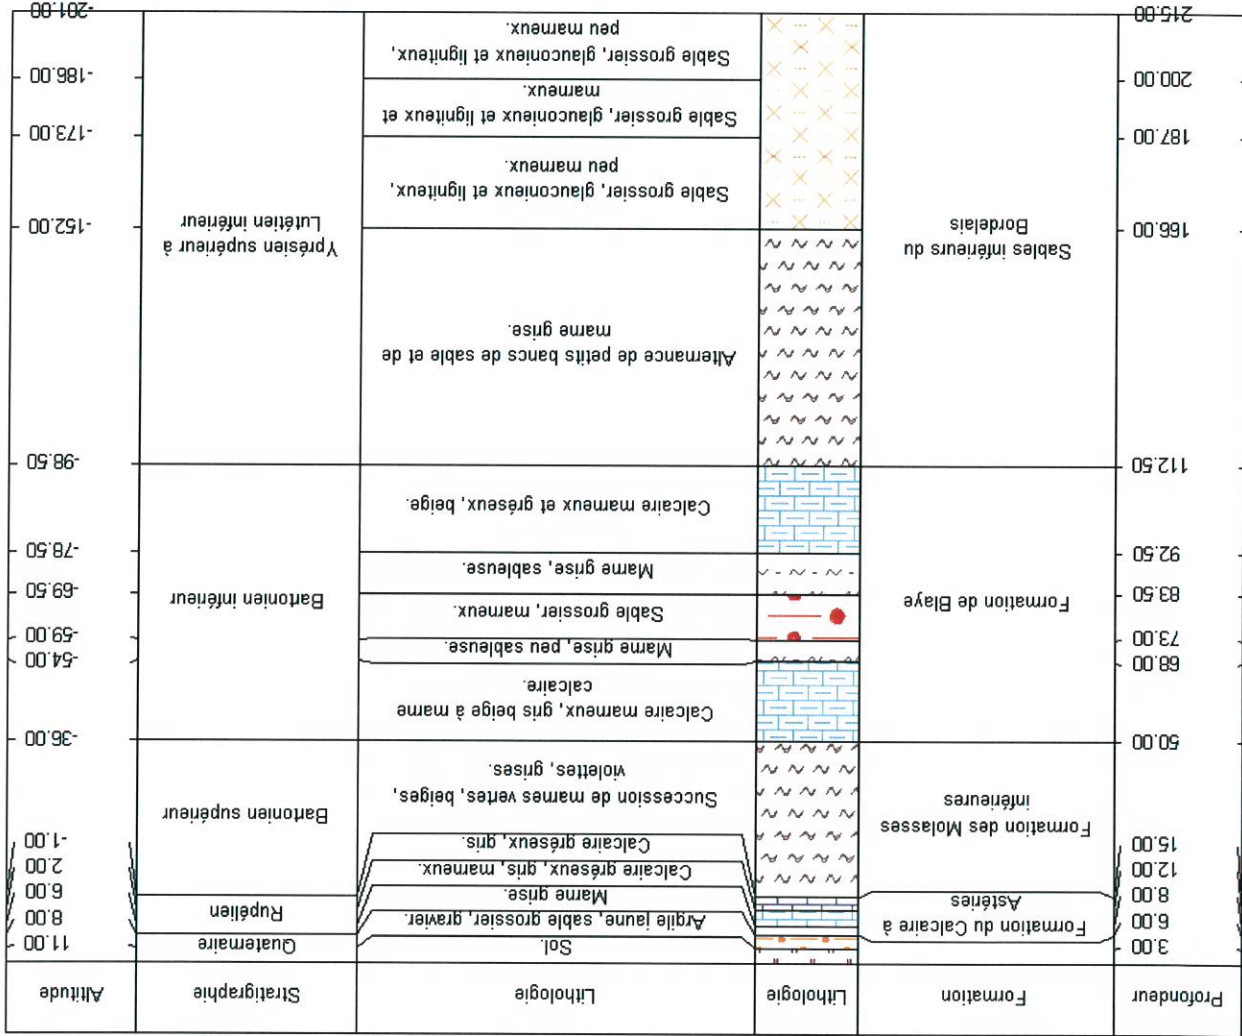 Profondeur
Formation
Lithologie
Lithologie
Stratigraphie
Altitude
3.00
6.00
8.00
12.00
15.00
50.00
68.00
73.00
83.50
92.50
112.50
166.00
187.00
200.00
215.00
Formation du Calcaire à
Astéries
Formation des Molasses
inférieures
Formation de Blaye
Sables inférieurs du
Bordelais
Sol.
Argile jaune, sable grossier, gravier.
Marne grise.
Calcaire gréseux, gris, marneux.
Calcaire gréseux, gris.
Succession de marnes vertes, beiges,
violettes, grises.
Calcaire marneux, gris beige à marne
calcaire.
Marne grise, peu sableuse.
Sable grossier, marneux.
Marne grise, sableuse.
Calcaire marneux et gréseux, beige.
Alternance de petits bancs de sable et de
marne grise.
Sable grossier, glauconieux et ligniteux,
peu marneux.
Sable grossier, glauconieux et ligniteux et
marneux.
Sable grossier, glauconieux et ligniteux,
peu marneux.
Quaternaire
Rupélien
Bartonien supérieur
Bartonien inférieur
Yprésien supérieur à
Lutétien inférieur
11.00
8.00
6.00
2.00
-1.00
-36.00
-54.00
-59.00
-69.50
-78.50
-98.50
-152.00
-173.00
-186.00
-201.00